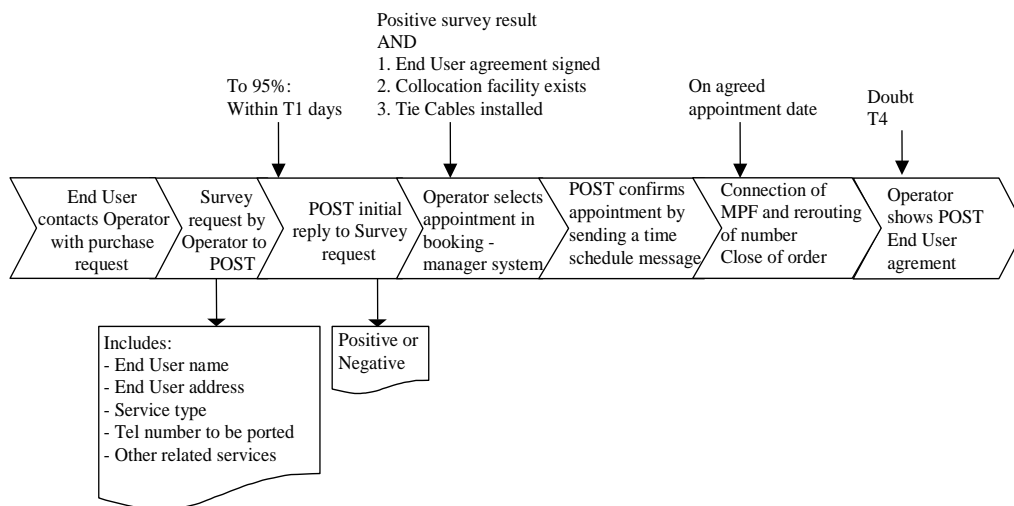 Positive survey result
AND
1. End User agreement signed
2. Collocation facility exists
3. Tie Cables installed
To 95%:
Within T1 days
On agreed
appointment date
Doubt
T4
End User
contacts Operator
with purchase
request
Survey
request by
Operator to
POST
POST initial
reply to Survey
request
Operator selects
appointment in
booking -
manager system
POST confirms
appointment by
sending a time
schedule message
Connection of
MPF and rerouting
of number
Close of order
Operator
shows POST
End User
agrement
Includes:
- End User name
- End User address
- Service type
- Tel number to be ported
- Other related services
Positive or
Negative